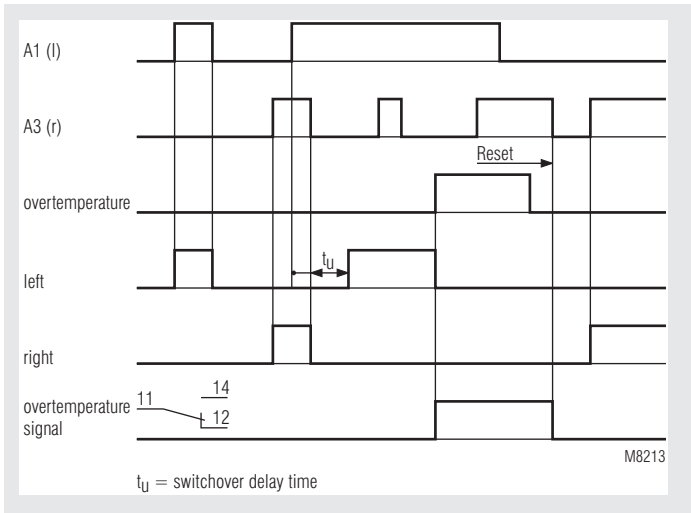 A1 (l)
A3 (r)
Reset
overtemperature
left
tu
right
14
overtemperature 11
12
signal
M8213
tu = switchover delay time